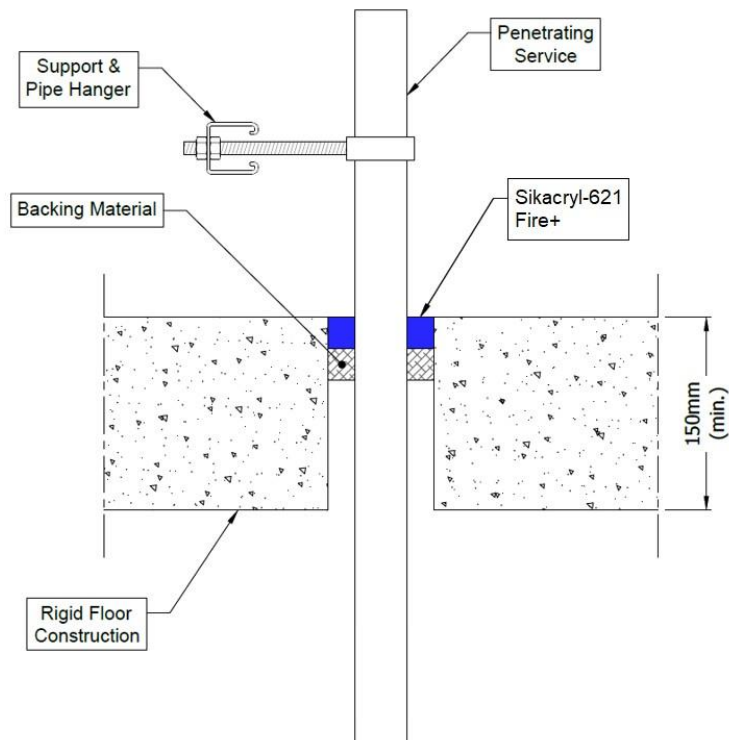 Support &
Pipe Hanger
Penetrating
Service
Backing Material
Sikacryl-621
Fire+
150mm
(min.)
Rigid Floor
Construction